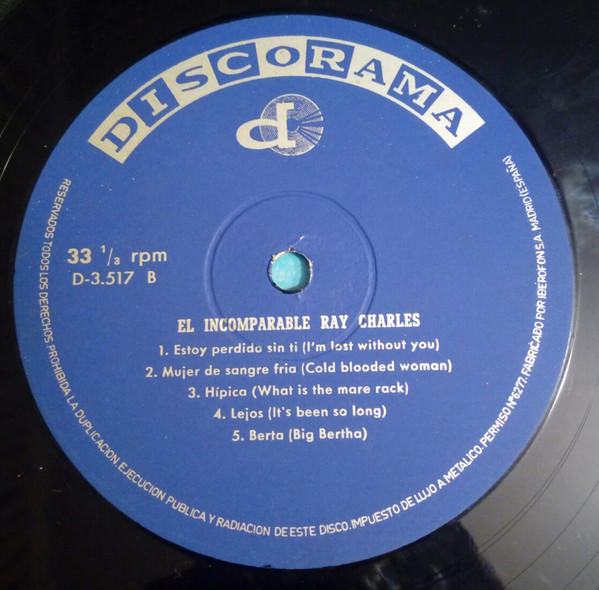 DISCORAMA
d
33 1/3 rpm
D-3.517 B
EL INCOMPARABLE RAY CHARLES
1. Estoy perdido sin ti (I'm lost without you)
2. Mujer de sangre fria (Cold blooded woman)
3. Hípica (What is the mare rack)
4. Lejos (It's been so long)
5. Berta (Big Bertha)
RESERVADOS TODOS LOS DERECHOS. PROHIBIDA LA DUPLICACION, EJECUCION PUBLICA Y RADIACION DE ESTE DISCO. IMPUESTO DE LUJO A METALICO. PERMISO Nº 6277. FABRICADO POR IBEROFON S.A. MADRID (ESPAÑA)